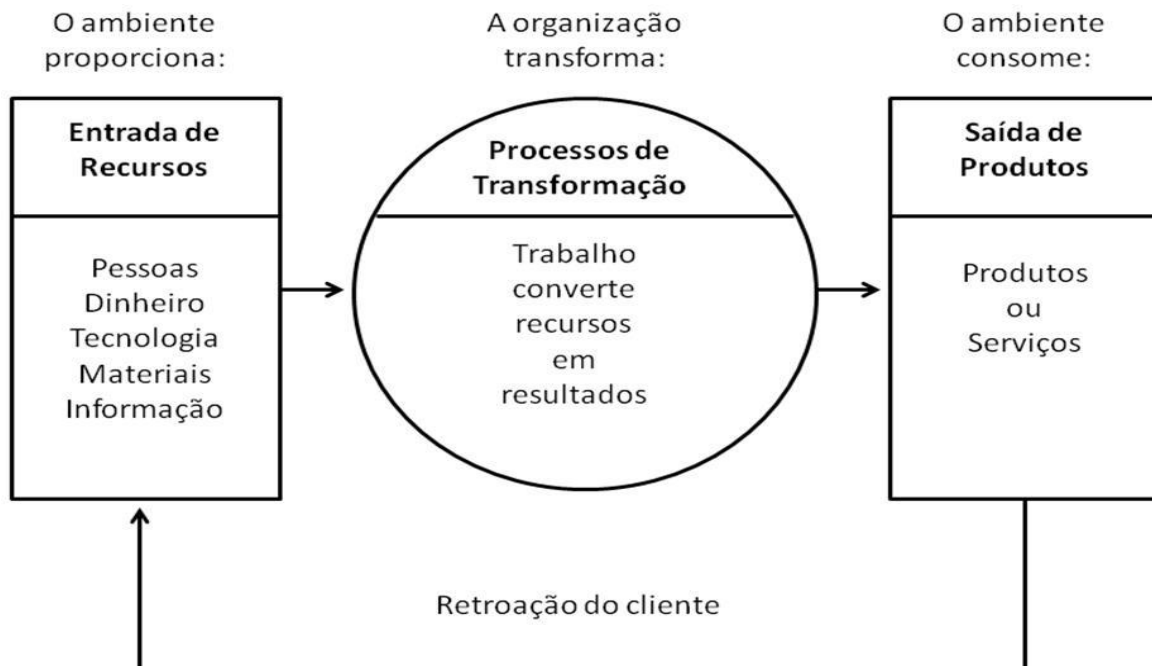 O ambiente
proporciona:
A organização
transforma:
O ambiente
consome:
Entrada de
Recursos
Pessoas
Dinheiro
Tecnologia
Materiais
Informação
Processos de
Transformação
Trabalho
converte
recursos
em
resultados
Saída de
Produtos
Produtos
ou
Serviços
Retroação do cliente